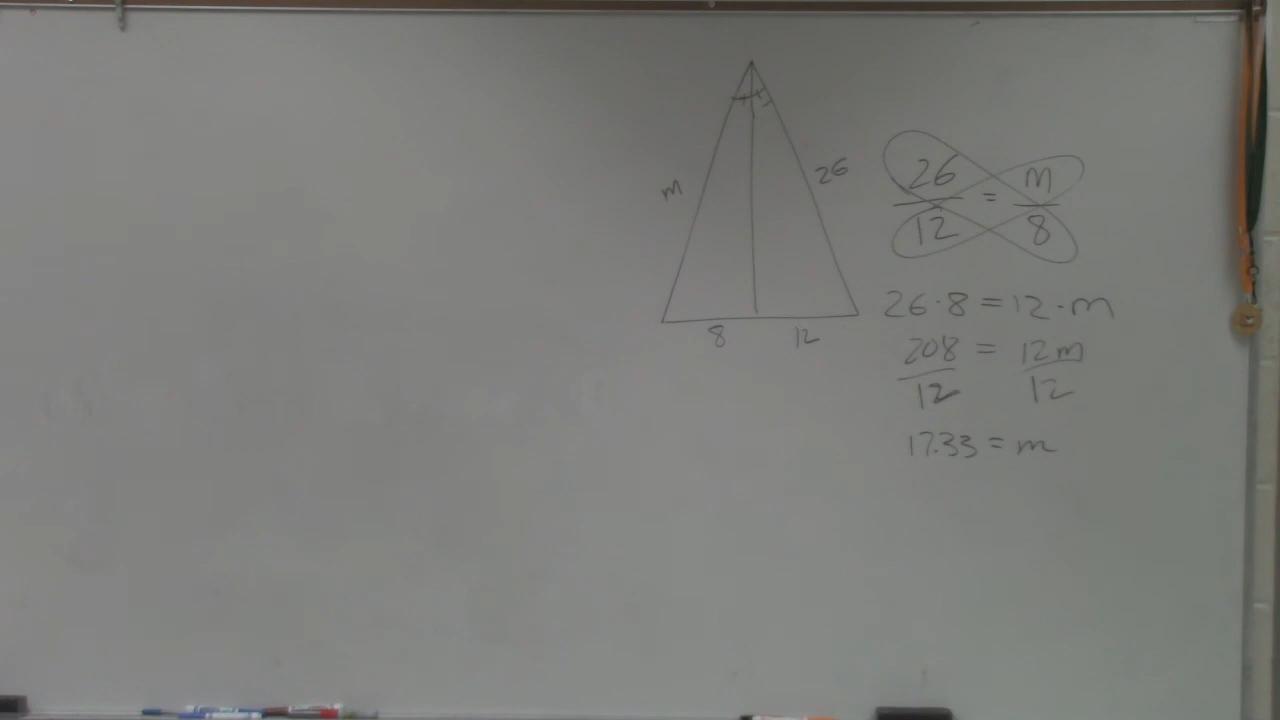 m
26
8
12
26/12 = m/8
26·8 = 12·m
208/12 = 12m/12
17.33 = m